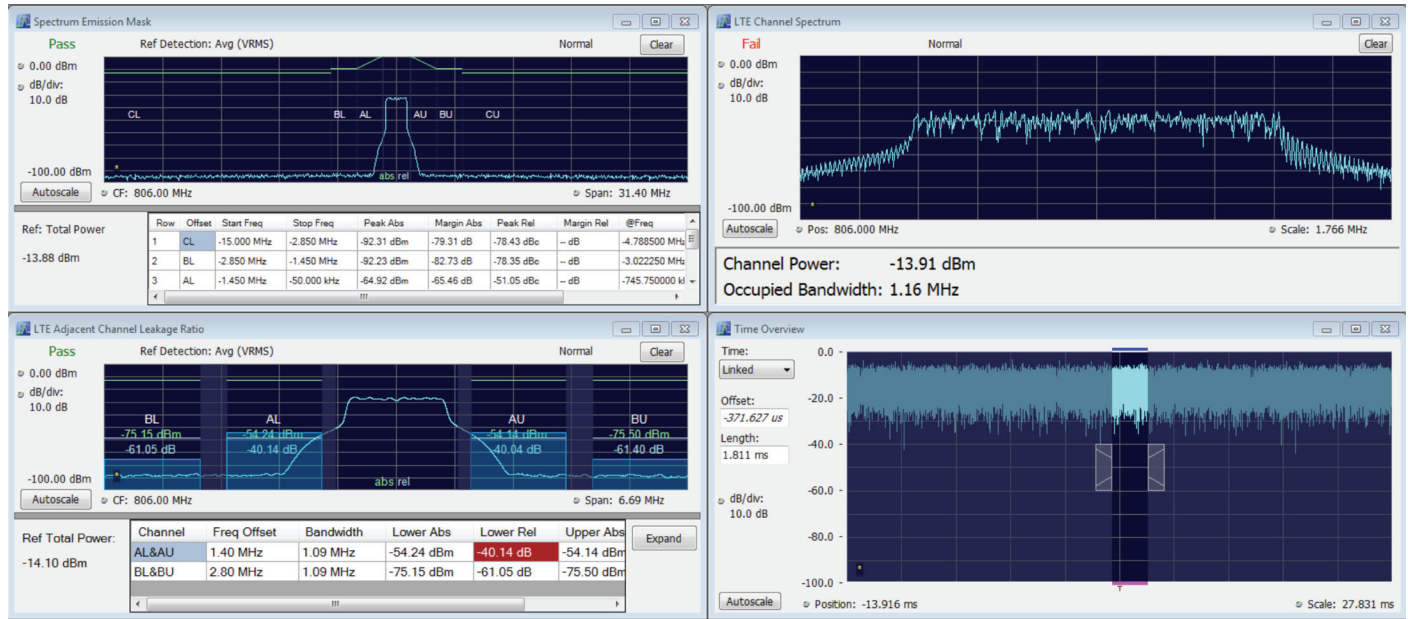 Spectrum Emission Mask
Pass Ref Detection: Avg (VRMS) Normal Clear
0.00 dBm
dB/div:
10.0 dB
CL BL AL AU BU CU
-100.00 dBm
abs rel
Autoscale CF: 806.00 MHz Span: 31.40 MHz
Ref: Total Power
-13.88 dBm
Row Offset Start Freq Stop Freq Peak Abs Margin Abs Peak Rel Margin Rel @Freq
1 CL -15.000 MHz -2.850 MHz -92.31 dBm -79.31 dB -78.43 dBc -- dB -4.788500 MHz
2 BL -2.850 MHz -1.450 MHz -92.23 dBm -82.73 dB -78.35 dBc -- dB -3.022250 MHz
3 AL -1.450 MHz -50.000 kHz -64.92 dBm -65.46 dB -51.05 dBc -- dB -745.750000 kl
LTE Channel Spectrum
Fail Normal Clear
0.00 dBm
dB/div:
10.0 dB
-100.00 dBm
Autoscale Pos: 806.000 MHz Scale: 1.766 MHz
Channel Power: -13.91 dBm
Occupied Bandwidth: 1.16 MHz
LTE Adjacent Channel Leakage Ratio
Pass Ref Detection: Avg (VRMS) Normal Clear
0.00 dBm
dB/div:
10.0 dB
BL AL AU BU
-75.15 dBm -54.24 dBm -54.14 dBm -75.50 dBm
-61.05 dB -40.14 dB -40.04 dB -61.40 dB
-100.00 dBm
abs rel
Autoscale CF: 806.00 MHz Span: 6.69 MHz
Ref Total Power:
-14.10 dBm
Channel Freq Offset Bandwidth Lower Abs Lower Rel Upper Abs
AL&AU 1.40 MHz 1.09 MHz -54.24 dBm -40.14 dB -54.14 dBm
BL&BU 2.80 MHz 1.09 MHz -75.15 dBm -61.05 dB -75.50 dBm
Expand
Time Overview
Time:
Linked
Offset:
-371.627 us
Length:
1.811 ms
dB/div:
10.0 dB
0.0
-20.0
-40.0
-60.0
-80.0
-100.0
T
Autoscale Position: -13.916 ms Scale: 27.831 ms